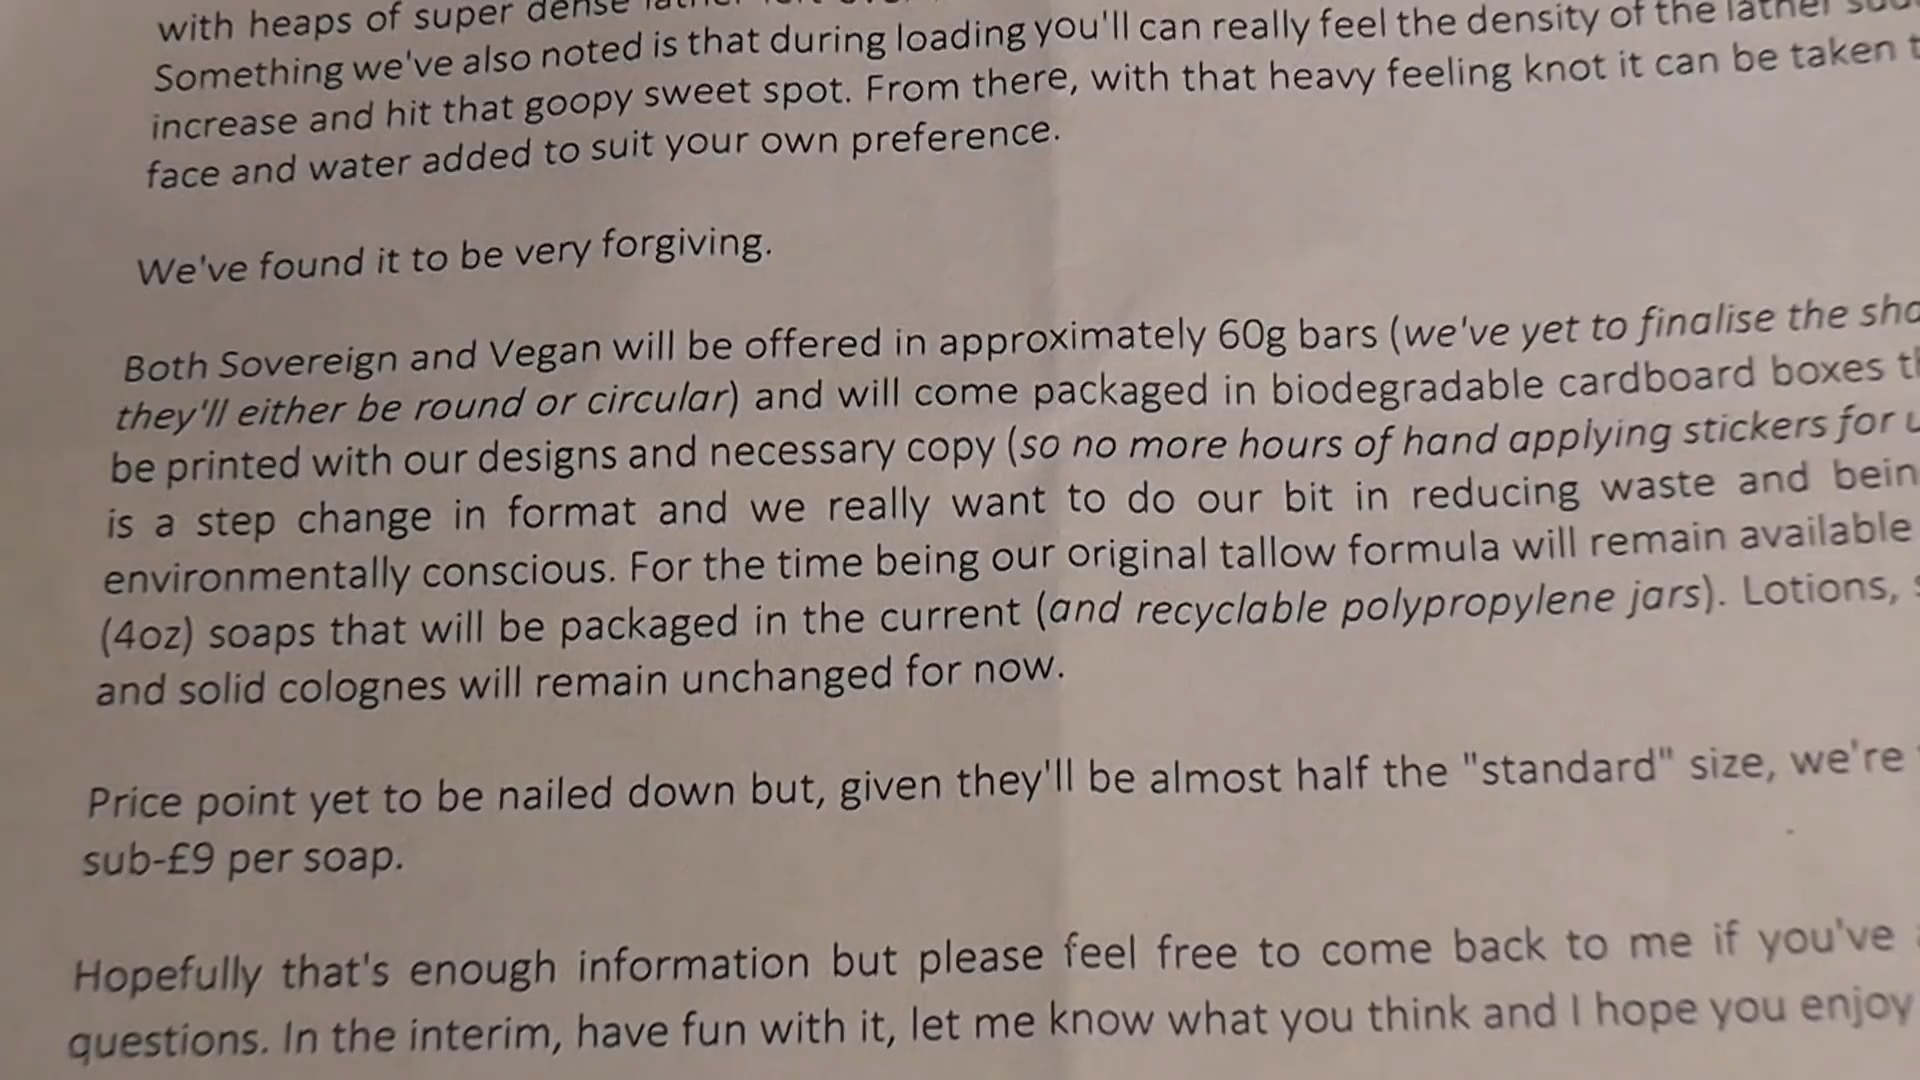 with heaps of super dense
Something we've also noted is that during loading you'll can really feel the density of the lather
increase and hit that goopy sweet spot. From there, with that heavy feeling knot it can be taken
face and water added to suit your own preference.
We've found it to be very forgiving.
Both Sovereign and Vegan will be offered in approximately 60g bars (we've yet to finalise the
they'll either be round or circular) and will come packaged in biodegradable cardboard boxes
be printed with our designs and necessary copy (so no more hours of hand applying stickers for
is a step change in format and we really want to do our bit in reducing waste and
environmentally conscious. For the time being our original tallow formula will remain available
(4oz) soaps that will be packaged in the current (and recyclable polypropylene jars). Lotions,
and solid colognes will remain unchanged for now.
Price point yet to be nailed down but, given they'll be almost half the "standard" size, we're
sub-£9 per soap.
Hopefully that's enough information but please feel free to come back to me if you've
questions. In the interim, have fun with it, let me know what you think and I hope you enjoy